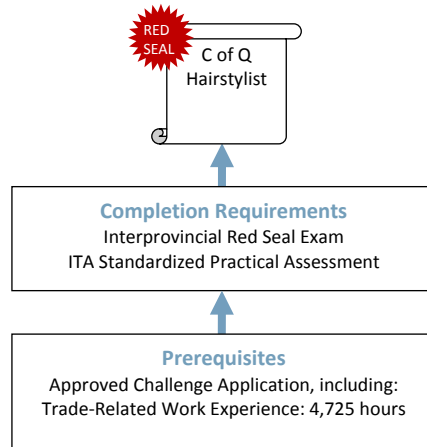 RED
SEAL
C of Q
Hairstylist
Completion Requirements
Interprovincial Red Seal Exam
ITA Standardized Practical Assessment
Prerequisites
Approved Challenge Application, including:
Trade-Related Work Experience: 4,725 hours